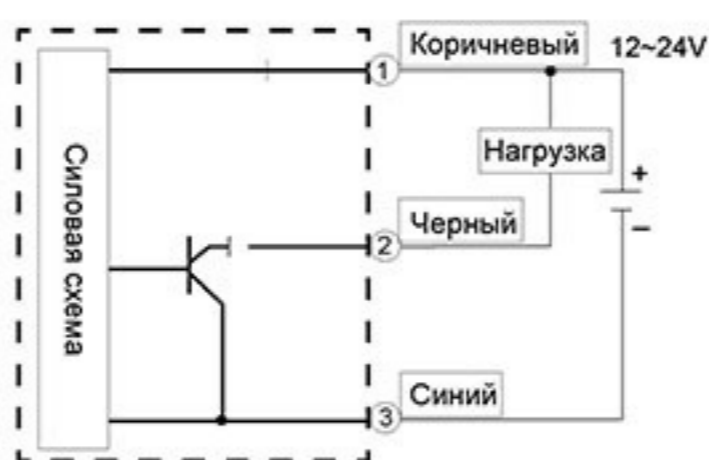 Коричневый
12~24V
1
Нагрузка
+
−
Силовая схема
Черный
2
Синий
3